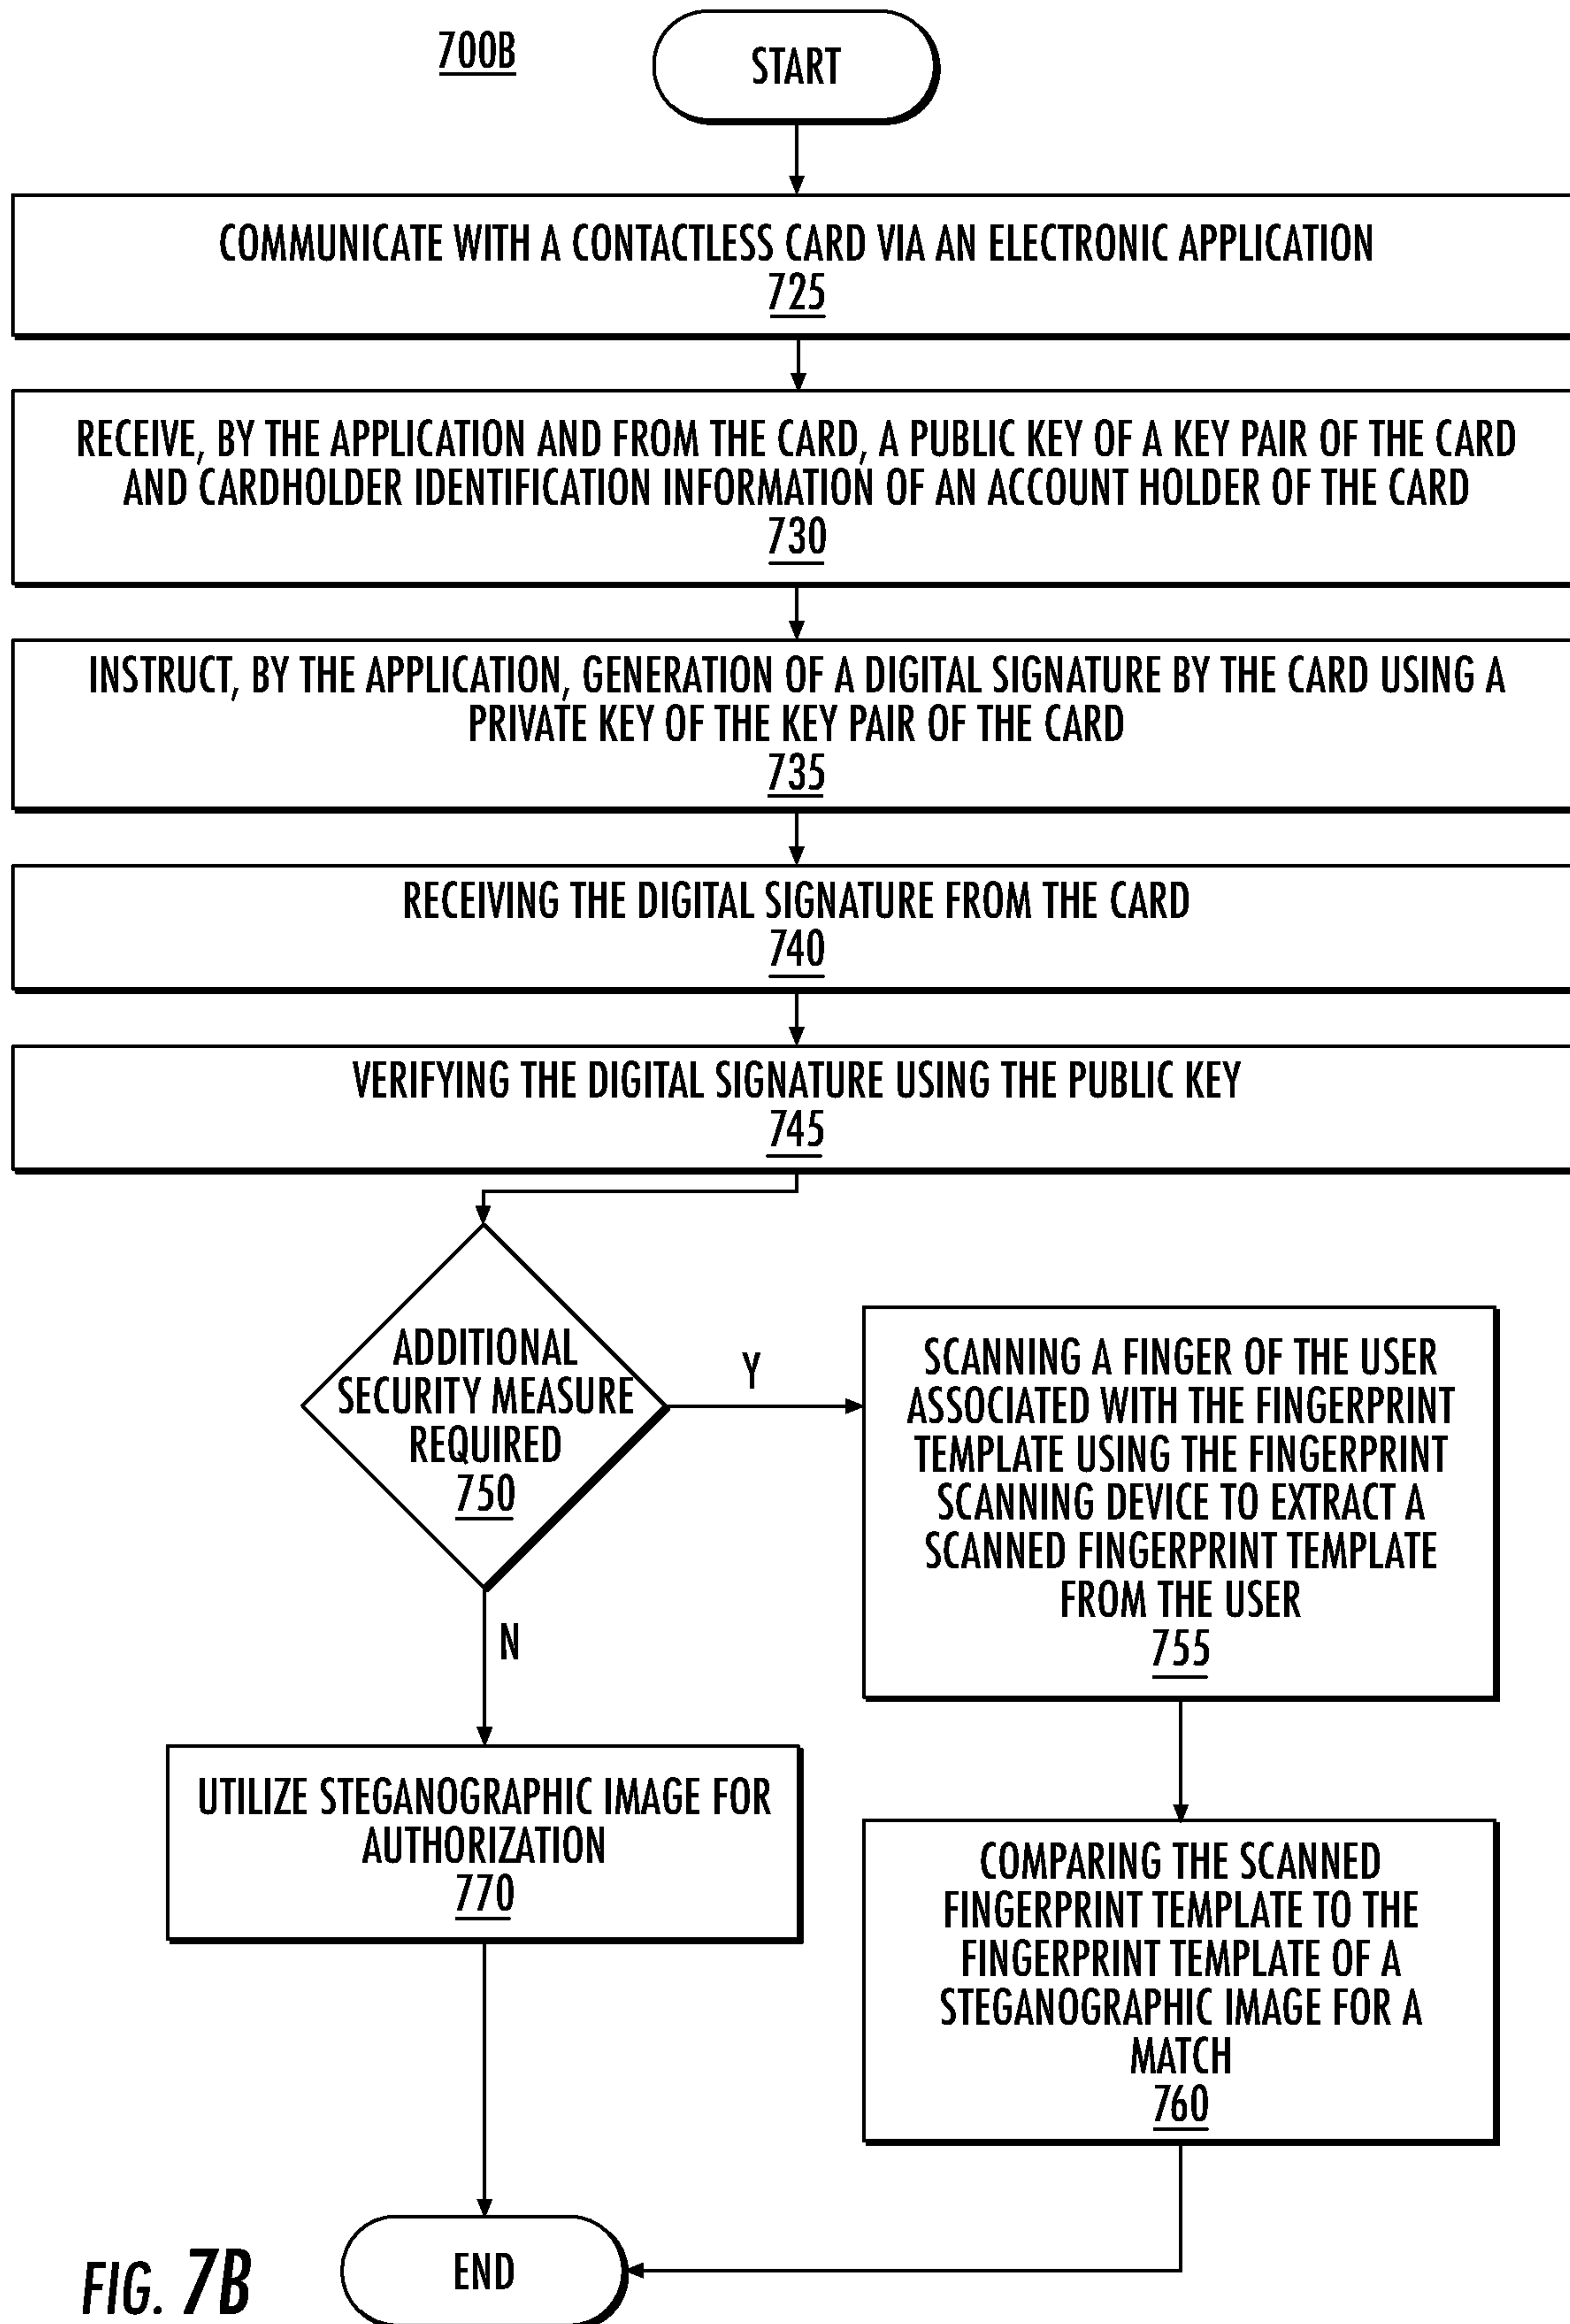 700B
START
COMMUNICATE WITH A CONTACTLESS CARD VIA AN ELECTRONIC APPLICATION
725
RECEIVE, BY THE APPLICATION AND FROM THE CARD, A PUBLIC KEY OF A KEY PAIR OF THE CARD
AND CARDHOLDER IDENTIFICATION INFORMATION OF AN ACCOUNT HOLDER OF THE CARD
730
INSTRUCT, BY THE APPLICATION, GENERATION OF A DIGITAL SIGNATURE BY THE CARD USING A
PRIVATE KEY OF THE KEY PAIR OF THE CARD
735
RECEIVING THE DIGITAL SIGNATURE FROM THE CARD
740
VERIFYING THE DIGITAL SIGNATURE USING THE PUBLIC KEY
745
ADDITIONAL
SECURITY MEASURE
REQUIRED
750
Y
SCANNING A FINGER OF THE USER
ASSOCIATED WITH THE FINGERPRINT
TEMPLATE USING THE FINGERPRINT
SCANNING DEVICE TO EXTRACT A
SCANNED FINGERPRINT TEMPLATE
FROM THE USER
755
N
UTILIZE STEGANOGRAPHIC IMAGE FOR
AUTHORIZATION
770
COMPARING THE SCANNED
FINGERPRINT TEMPLATE TO THE
FINGERPRINT TEMPLATE OF A
STEGANOGRAPHIC IMAGE FOR A
MATCH
760
END
FIG. 7B